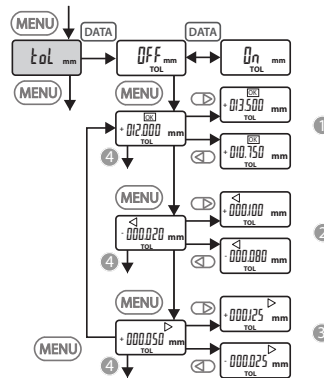 MENU
DATA
DATA
toL mm
OFF mm
TOL
On mm
TOL
MENU
MENU
OK
+ 013.500 mm
TOL
1
OK
+ 012.000 mm
TOL
OK
+ 010.750 mm
TOL
4
MENU
+ 000.100 mm
TOL
2
- 000.020 mm
TOL
- 000.080 mm
TOL
4
MENU
+ 000.125 mm
TOL
3
+ 000.050 mm
TOL
- 000.025 mm
TOL
MENU
4